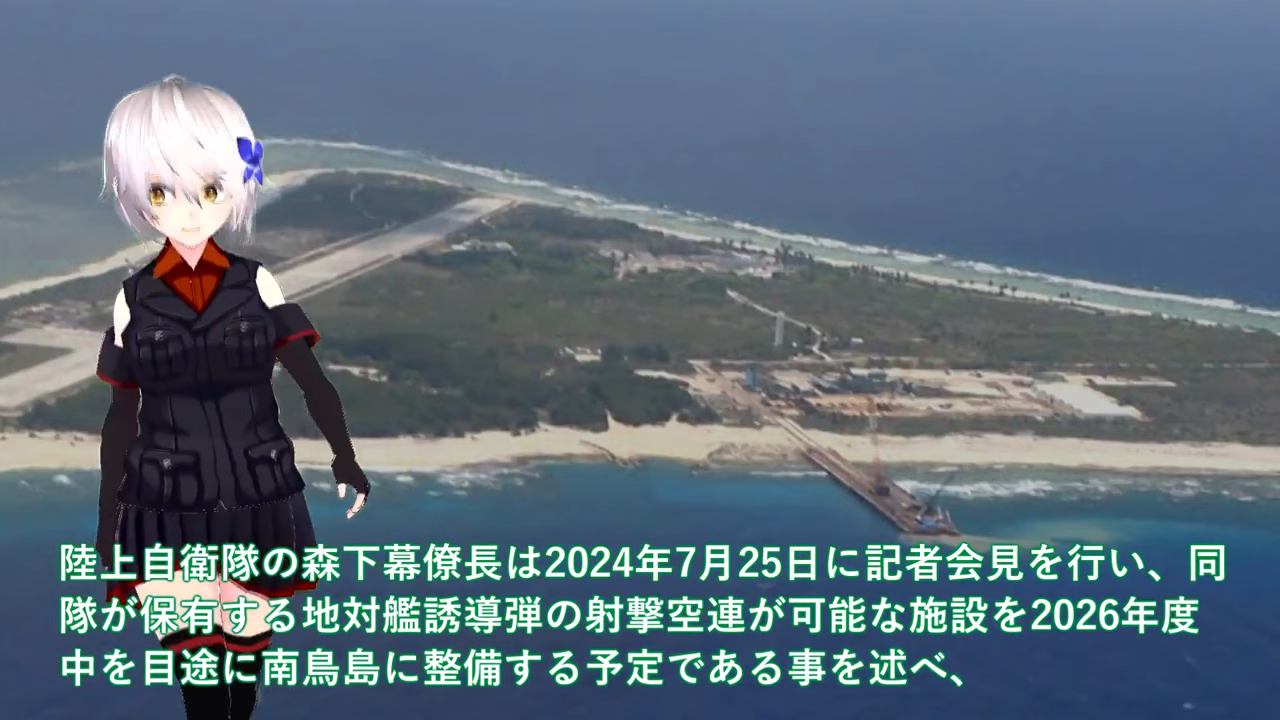 陸上自衛隊の森下幕僚長は2024年7月25日に記者会見を行い、同
隊が保有する地対艦誘導弾の射撃空連が可能な施設を2026年度
中を目途に南鳥島に整備する予定である事を述べ、